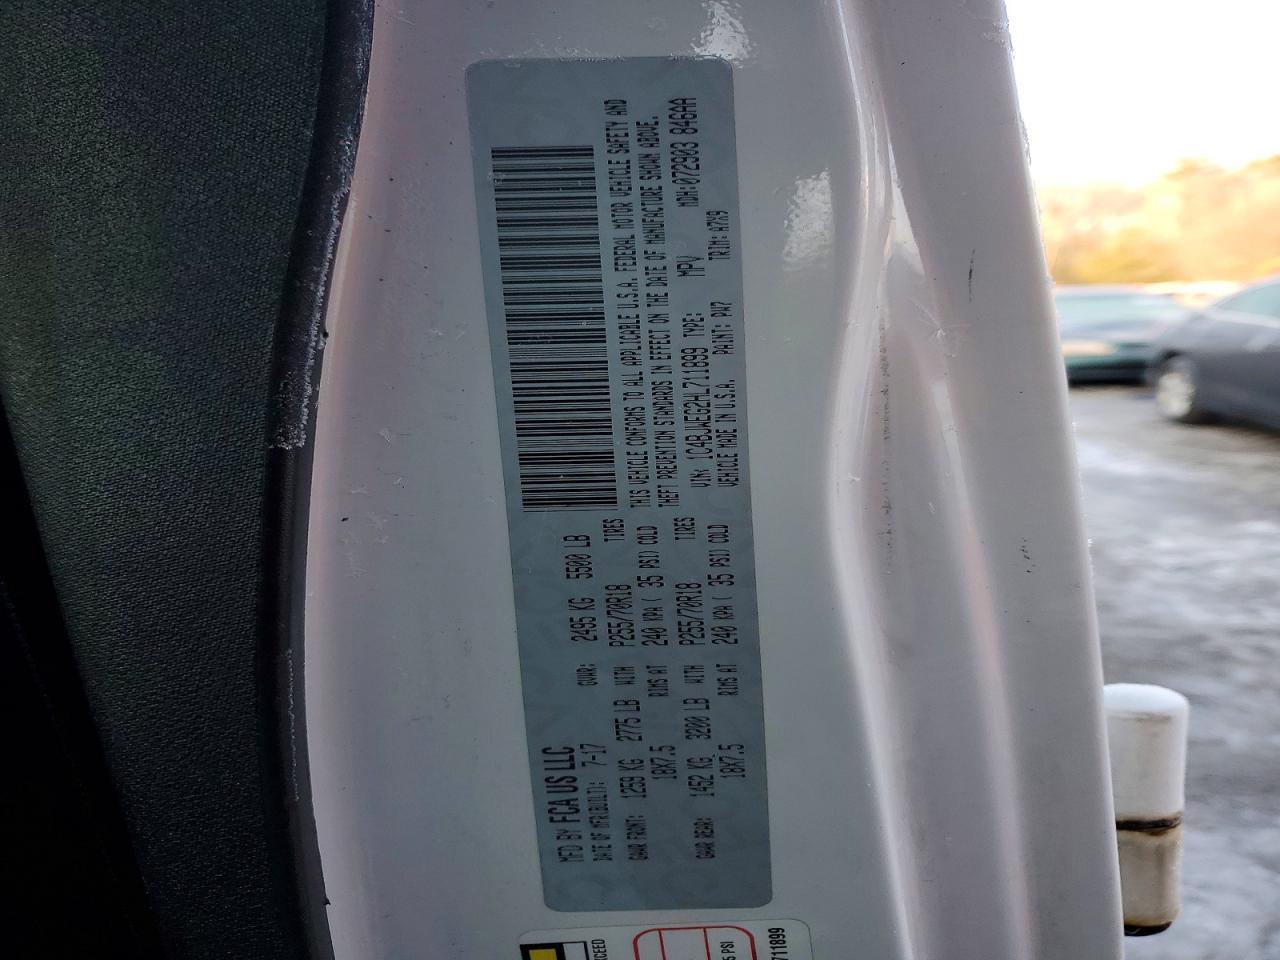 MFD BY FCA US LLC
DATE OF MFR(BUILT): 7-17 GVWR: 2495 KG 5500 LB
GAWR FRONT: 1259 KG 2775 LB WITH P255/70R18 TIRES
18X7.5 RIMS AT 240 KPA( 35 PSI) COLD
GAWR REAR: 1452 KG 3200 LB WITH P255/70R18 TIRES
18X7.5 RIMS AT 240 KPA( 35 PSI) COLD
THIS VEHICLE CONFORMS TO ALL APPLICABLE U.S.A. FEDERAL MOTOR VEHICLE SAFETY AND
THEFT PREVENTION STANDARDS IN EFFECT ON THE DATE OF MANUFACTURE SHOWN ABOVE.
VIN: 1C4BJWEG2HL711899 TYPE: MPV MDH:072903 846AA
VEHICLE MADE IN U.S.A. PAINT: PW7 TRIM:A7X9
PSI
711899